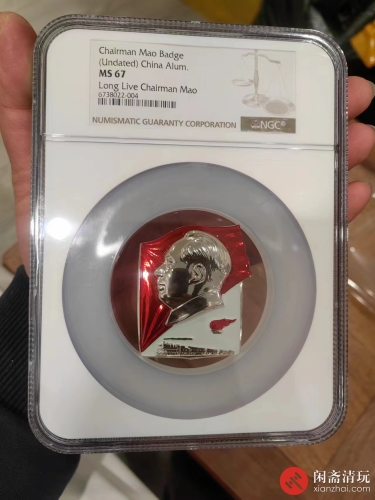 Chairman Mao Badge
(Undated) China Alum.
MS 67
Long Live Chairman Mao
6738022-004
NUMISMATIC GUARANTY CORPORATION
NGC®
闲斋清玩
xianzhai.com